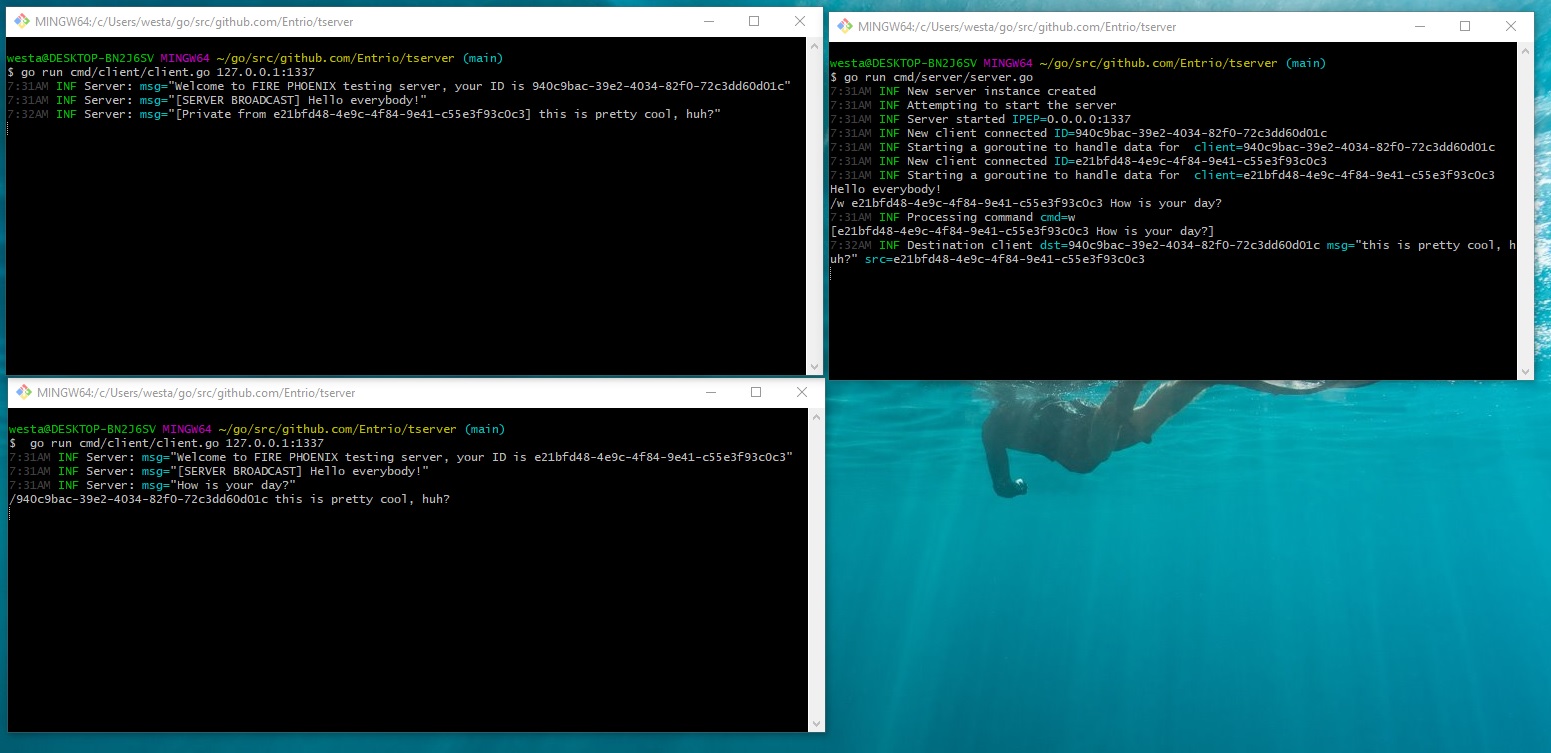 MINGW64:/c/Users/westa/go/src/github.com/Entrio/tserver
westa@DESKTOP-BN2J6SV MINGW64 ~/go/src/github.com/Entrio/tserver (main)
$ go run cmd/client/client.go 127.0.0.1:1337
7:31AM INF Server: msg="Welcome to FIRE PHOENIX testing server, your ID is 940c9bac-39e2-4034-82f0-72c3dd60d01c"
7:31AM INF Server: msg="[SERVER BROADCAST] Hello everybody!"
7:32AM INF Server: msg="[Private from e21bfd48-4e9c-4f84-9e41-c55e3f93c0c3] this is pretty cool, huh?"
MINGW64:/c/Users/westa/go/src/github.com/Entrio/tserver
westa@DESKTOP-BN2J6SV MINGW64 ~/go/src/github.com/Entrio/tserver (main)
$ go run cmd/server/server.go
7:31AM INF New server instance created
7:31AM INF Attempting to start the server
7:31AM INF Server started IPEP=0.0.0.0:1337
7:31AM INF New client connected ID=940c9bac-39e2-4034-82f0-72c3dd60d01c
7:31AM INF Starting a goroutine to handle data for  client=940c9bac-39e2-4034-82f0-72c3dd60d01c
7:31AM INF New client connected ID=e21bfd48-4e9c-4f84-9e41-c55e3f93c0c3
7:31AM INF Starting a goroutine to handle data for  client=e21bfd48-4e9c-4f84-9e41-c55e3f93c0c3
Hello everybody!
/w e21bfd48-4e9c-4f84-9e41-c55e3f93c0c3 How is your day?
7:31AM INF Processing command cmd=w
[e21bfd48-4e9c-4f84-9e41-c55e3f93c0c3 How is your day?]
7:32AM INF Destination client dst=940c9bac-39e2-4034-82f0-72c3dd60d01c msg="this is pretty cool, h
uh?" src=e21bfd48-4e9c-4f84-9e41-c55e3f93c0c3
MINGW64:/c/Users/westa/go/src/github.com/Entrio/tserver
westa@DESKTOP-BN2J6SV MINGW64 ~/go/src/github.com/Entrio/tserver (main)
$  go run cmd/client/client.go 127.0.0.1:1337
7:31AM INF Server: msg="Welcome to FIRE PHOENIX testing server, your ID is e21bfd48-4e9c-4f84-9e41-c55e3f93c0c3"
7:31AM INF Server: msg="[SERVER BROADCAST] Hello everybody!"
7:31AM INF Server: msg="How is your day?"
/940c9bac-39e2-4034-82f0-72c3dd60d01c this is pretty cool, huh?